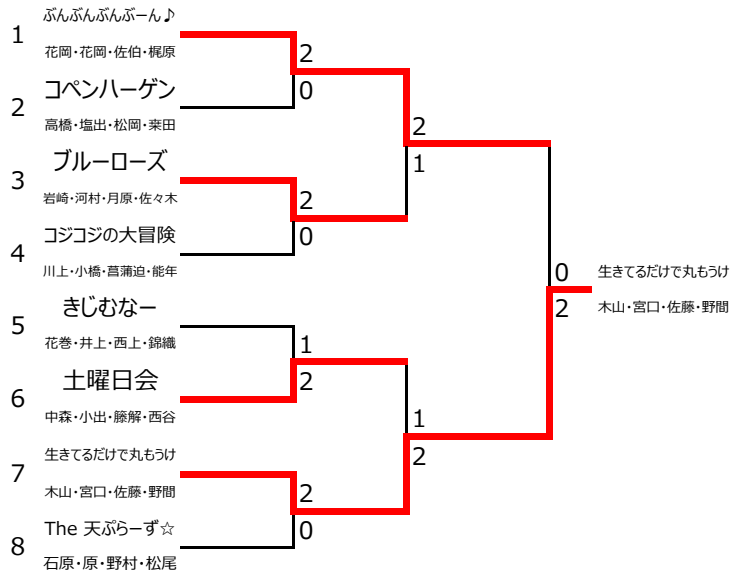 ぶんぶんぶんぶーん♪
1
花岡・花岡・佐伯・梶原
2
0
コペンハーゲン
2
高橋・塩出・松岡・桒田
2
1
ブルーローズ
3
岩崎・河村・月原・佐々木
2
0
コジコジの大冒険
4
川上・小橋・菖蒲迫・能年
0
2
生きてるだけで丸もうけ
木山・宮口・佐藤・野間
きじむなー
5
花巻・井上・西上・錦織
1
2
土曜日会
6
中森・小出・籐解・西谷
1
2
生きてるだけで丸もうけ
7
木山・宮口・佐藤・野間
2
0
The 天ぷらーず☆
8
石原・原・野村・松尾